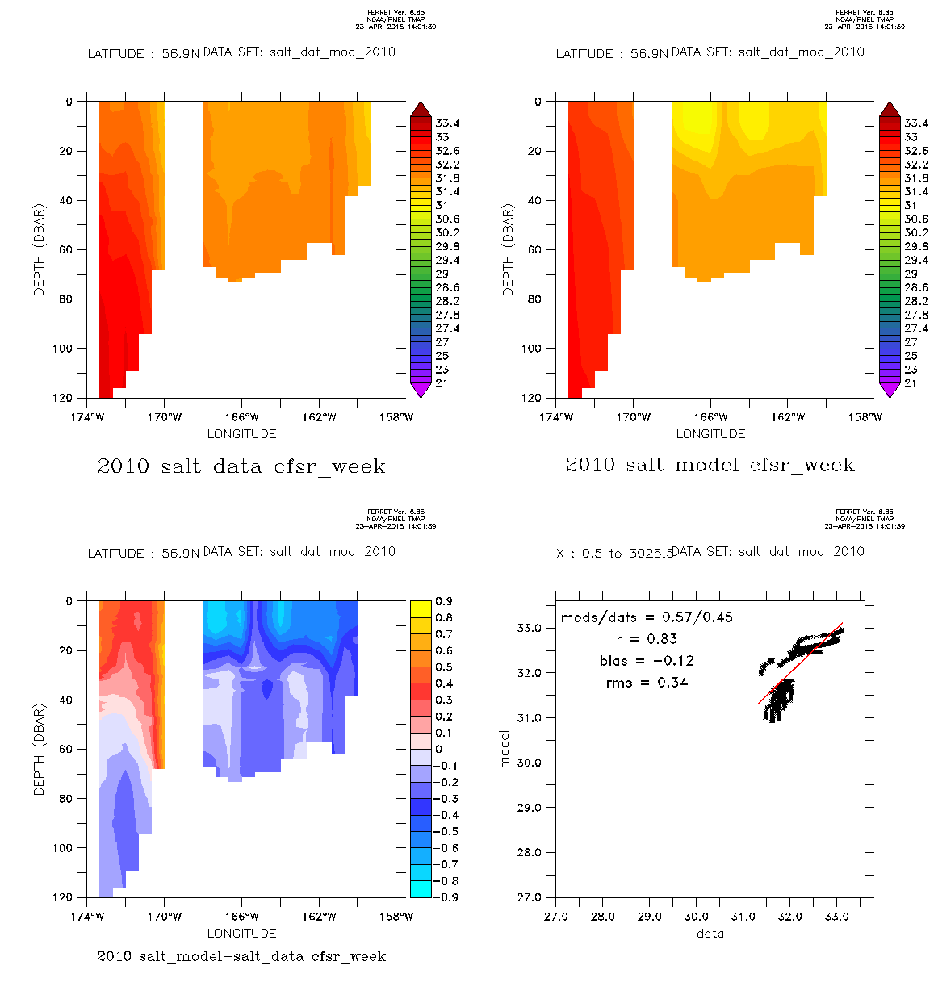 FERRET Ver. 6.85
NOAA/PMEL TMAP
23-APR-2015 14:01:39
LATITUDE : 56.9N DATA SET: salt_dat_mod_2010
0
20
40
60
80
100
120
DEPTH (DBAR)
174°W 170°W 166°W 162°W 158°W
LONGITUDE
33.4
33
32.6
32.2
31.8
31.4
31
30.6
30.2
29.8
29.4
29
28.6
28.2
27.8
27.4
27
25
23
21
2010 salt data cfsr_week
FERRET Ver. 6.85
NOAA/PMEL TMAP
23-APR-2015 14:01:39
LATITUDE : 56.9N DATA SET: salt_dat_mod_2010
0
20
40
60
80
100
120
DEPTH (DBAR)
174°W 170°W 166°W 162°W 158°W
LONGITUDE
33.4
33
32.6
32.2
31.8
31.4
31
30.6
30.2
29.8
29.4
29
28.6
28.2
27.8
27.4
27
25
23
21
2010 salt model cfsr_week
FERRET Ver. 6.85
NOAA/PMEL TMAP
23-APR-2015 14:01:39
LATITUDE : 56.9N DATA SET: salt_dat_mod_2010
0
20
40
60
80
100
120
DEPTH (DBAR)
174°W 170°W 166°W 162°W 158°W
LONGITUDE
0.9
0.8
0.7
0.6
0.5
0.4
0.3
0.2
0.1
0
-0.1
-0.2
-0.3
-0.4
-0.5
-0.6
-0.7
-0.8
-0.9
2010 salt_model-salt_data cfsr_week
FERRET Ver. 6.85
NOAA/PMEL TMAP
23-APR-2015 14:01:39
X : 0.5 to 3025.5 DATA SET: salt_dat_mod_2010
mods/dats = 0.57/0.45
r = 0.83
bias = -0.12
rms = 0.34
33.0
32.0
31.0
30.0
29.0
28.0
27.0
model
27.0 28.0 29.0 30.0 31.0 32.0 33.0
data